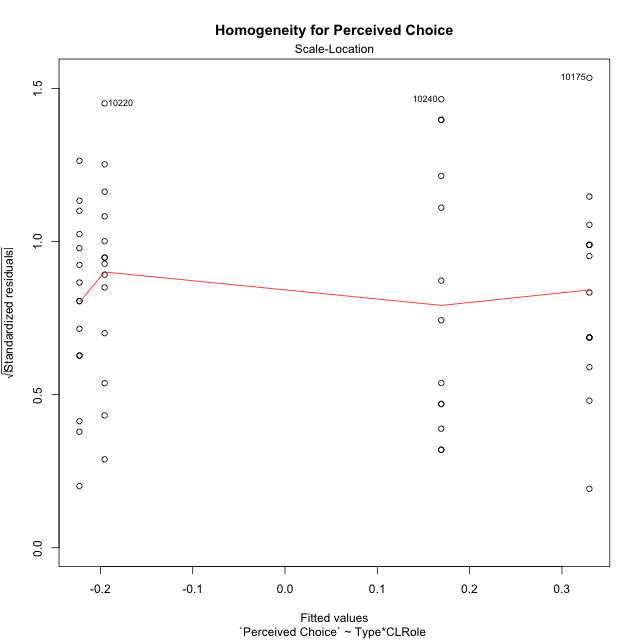 Homogeneity for Perceived Choice
Scale-Location
10175
10240
10220
1.5
1.0
0.5
0.0
√|Standardized residuals|
-0.2 -0.1 0.0 0.1 0.2 0.3
Fitted values
`Perceived Choice` ~ Type*CLRole